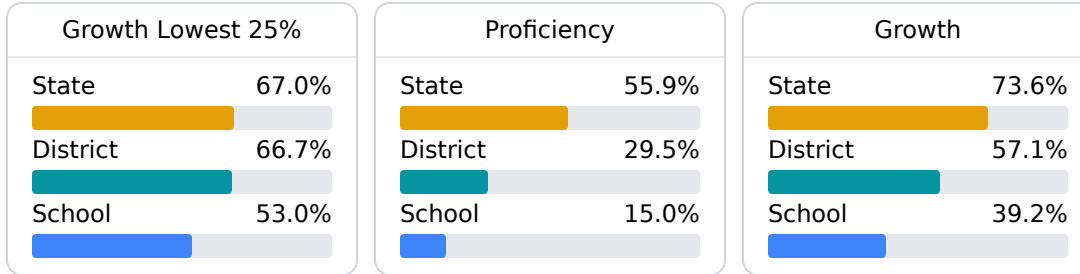 Growth Lowest 25%
State 67.0%
District 66.7%
School 53.0%
Proficiency
State 55.9%
District 29.5%
School 15.0%
Growth
State 73.6%
District 57.1%
School 39.2%